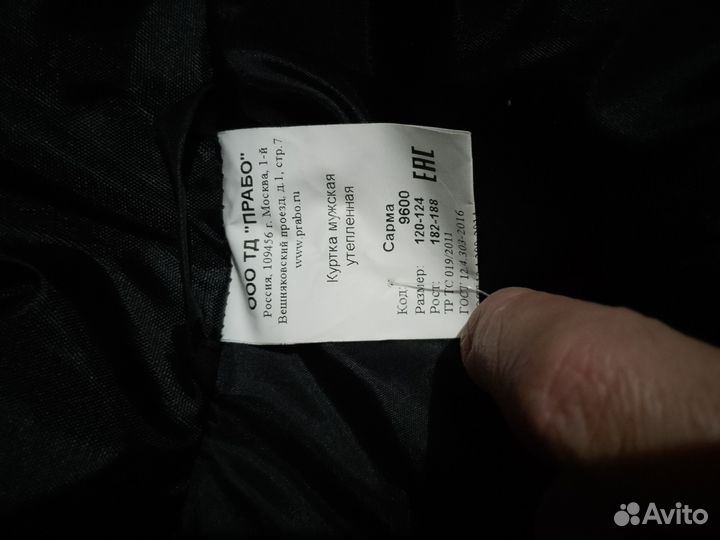 ООО ТД "ПРАБО"
Россия, 109456 г. Москва, 1-й
Вешняковский проезд, д.1, стр.7
www.prabo.ru
Куртка мужская
утепленная
Сарма
Код: 9600
Размер: 120-124
Рост: 182-188
ТР ТС 019/2011
ГОСТ 12.4.303-2016
EAC
Avito